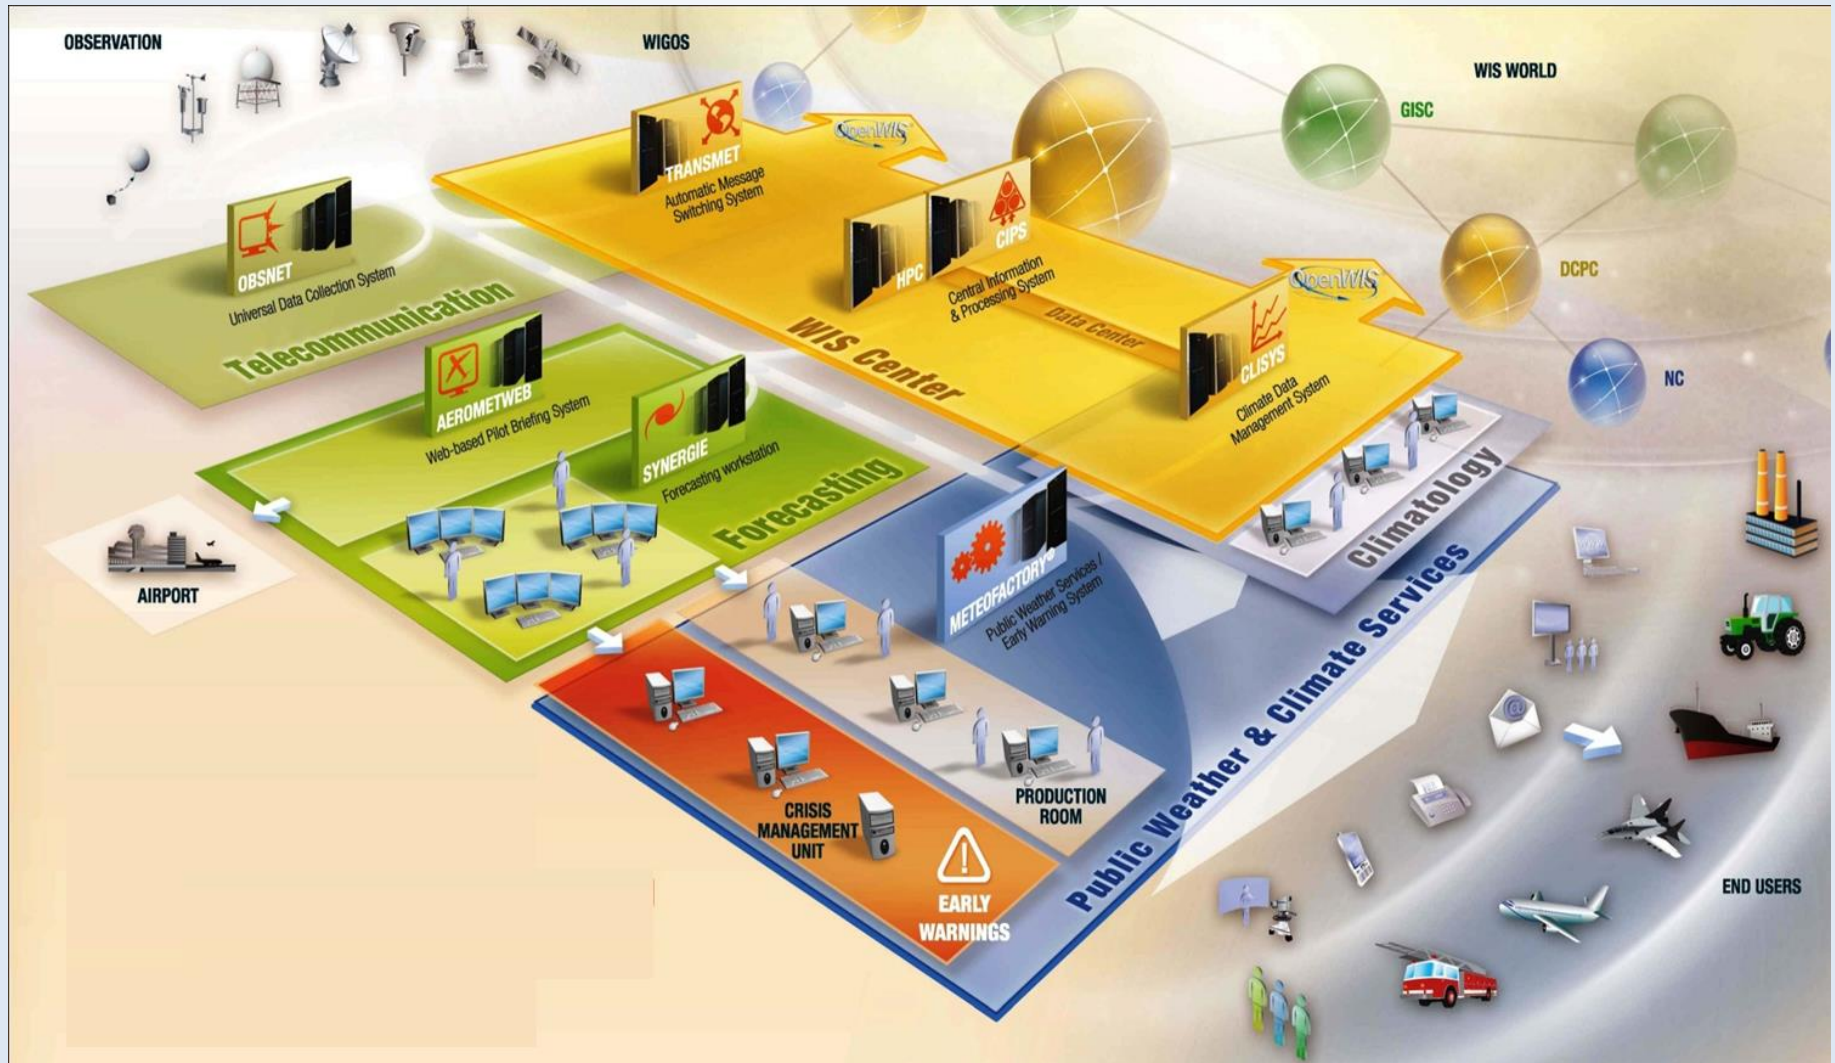 OBSERVATION
WIGOS
WIS WORLD
GISC
OpenWIS
TRANSMET
Automatic Message
Switching System
OBSNET
Universal Data Collection System
Telecommunication
HPC
CIPS
Central Information
& Processing System
Data Center
WIS Center
OpenWIS
DCPC
NC
CLISYS
Climate Data
Management System
AEROMETWEB
Web-based Pilot Briefing System
SYNERGIE
Forecasting workstation
Forecasting
Climatology
AIRPORT
METEOFACTORY®
Public Weather Services /
Early Warning System
Public Weather & Climate Services
PRODUCTION
ROOM
CRISIS
MANAGEMENT
UNIT
!
EARLY
WARNINGS
@
END USERS